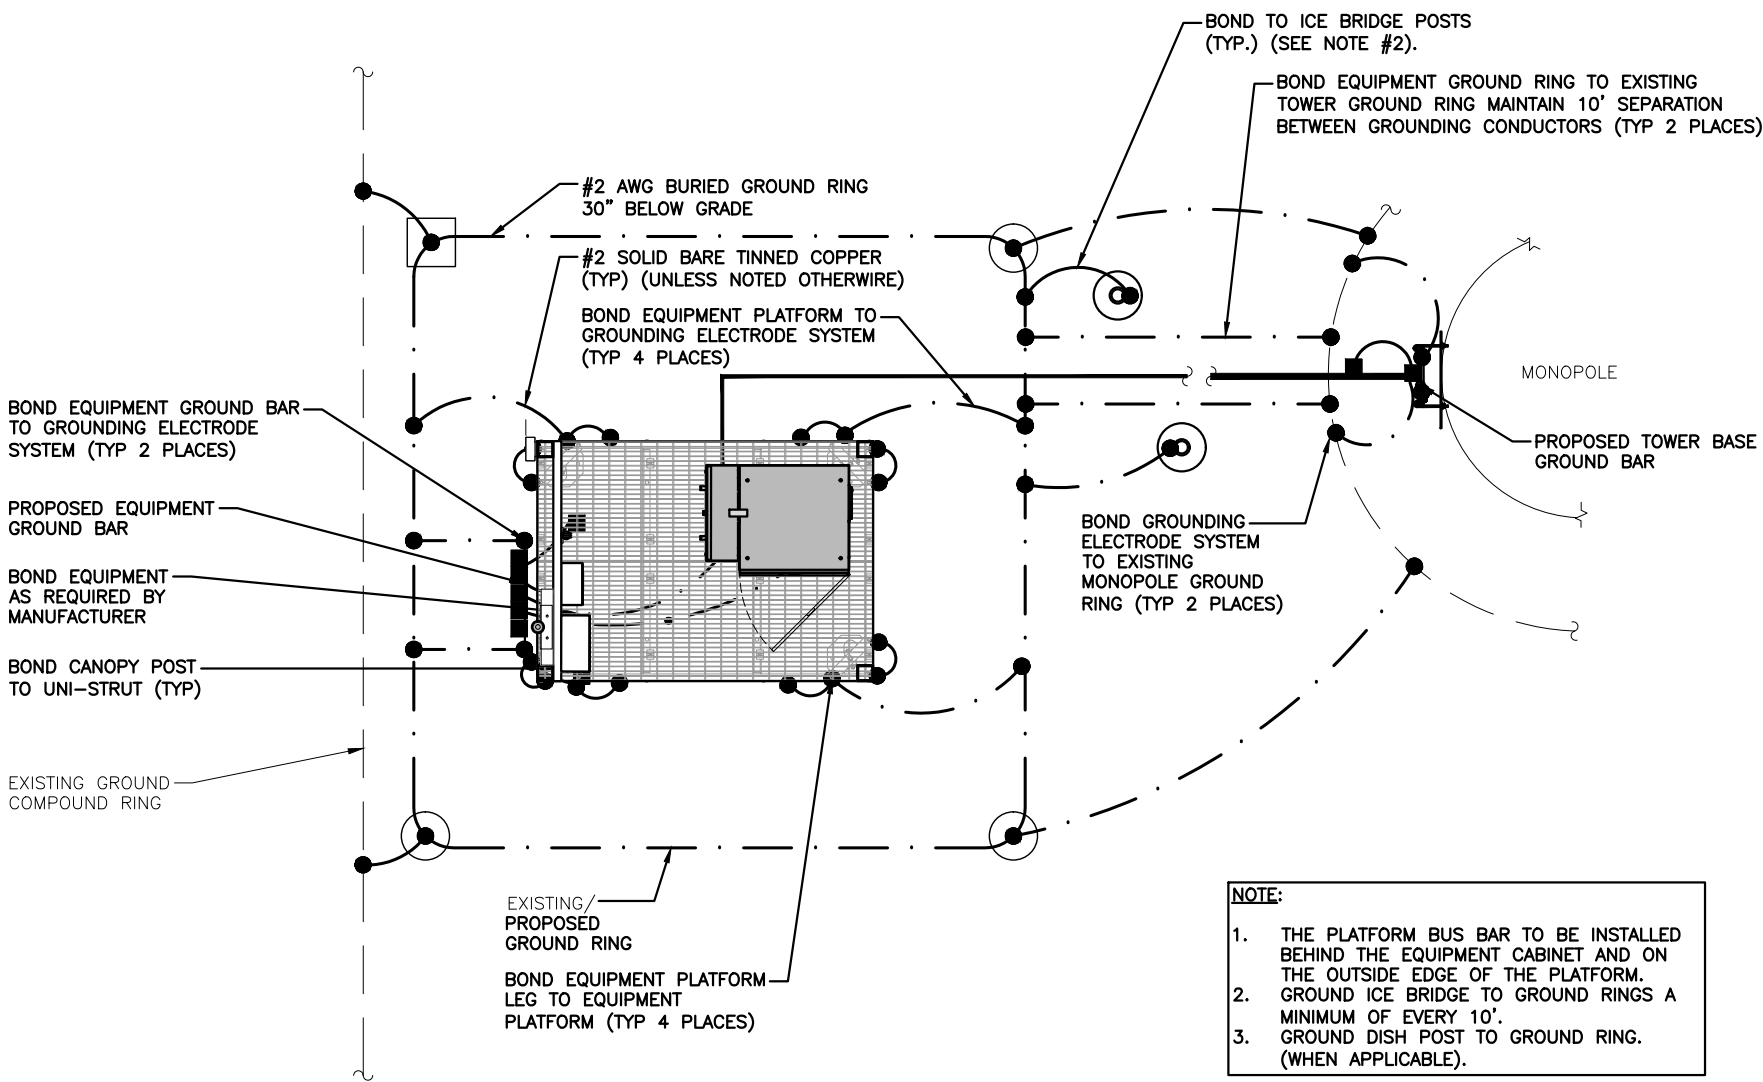 BOND TO ICE BRIDGE POSTS
(TYP.) (SEE NOTE #2).
BOND EQUIPMENT GROUND RING TO EXISTING
TOWER GROUND RING MAINTAIN 10' SEPARATION
BETWEEN GROUNDING CONDUCTORS (TYP 2 PLACES)
#2 AWG BURIED GROUND RING
30" BELOW GRADE
#2 SOLID BARE TINNED COPPER
(TYP) (UNLESS NOTED OTHERWIRE)
BOND EQUIPMENT PLATFORM TO
GROUNDING ELECTRODE SYSTEM
(TYP 4 PLACES)
MONOPOLE
BOND EQUIPMENT GROUND BAR
TO GROUNDING ELECTRODE
SYSTEM (TYP 2 PLACES)
PROPOSED TOWER BASE
GROUND BAR
PROPOSED EQUIPMENT
GROUND BAR
BOND GROUNDING
ELECTRODE SYSTEM
TO EXISTING
MONOPOLE GROUND
RING (TYP 2 PLACES)
BOND EQUIPMENT
AS REQUIRED BY
MANUFACTURER
BOND CANOPY POST
TO UNI-STRUT (TYP)
EXISTING GROUND
COMPOUND RING
EXISTING/
PROPOSED
GROUND RING
BOND EQUIPMENT PLATFORM
LEG TO EQUIPMENT
PLATFORM (TYP 4 PLACES)
NOTE:
1. THE PLATFORM BUS BAR TO BE INSTALLED
BEHIND THE EQUIPMENT CABINET AND ON
THE OUTSIDE EDGE OF THE PLATFORM.
2. GROUND ICE BRIDGE TO GROUND RINGS A
MINIMUM OF EVERY 10'.
3. GROUND DISH POST TO GROUND RING.
(WHEN APPLICABLE).